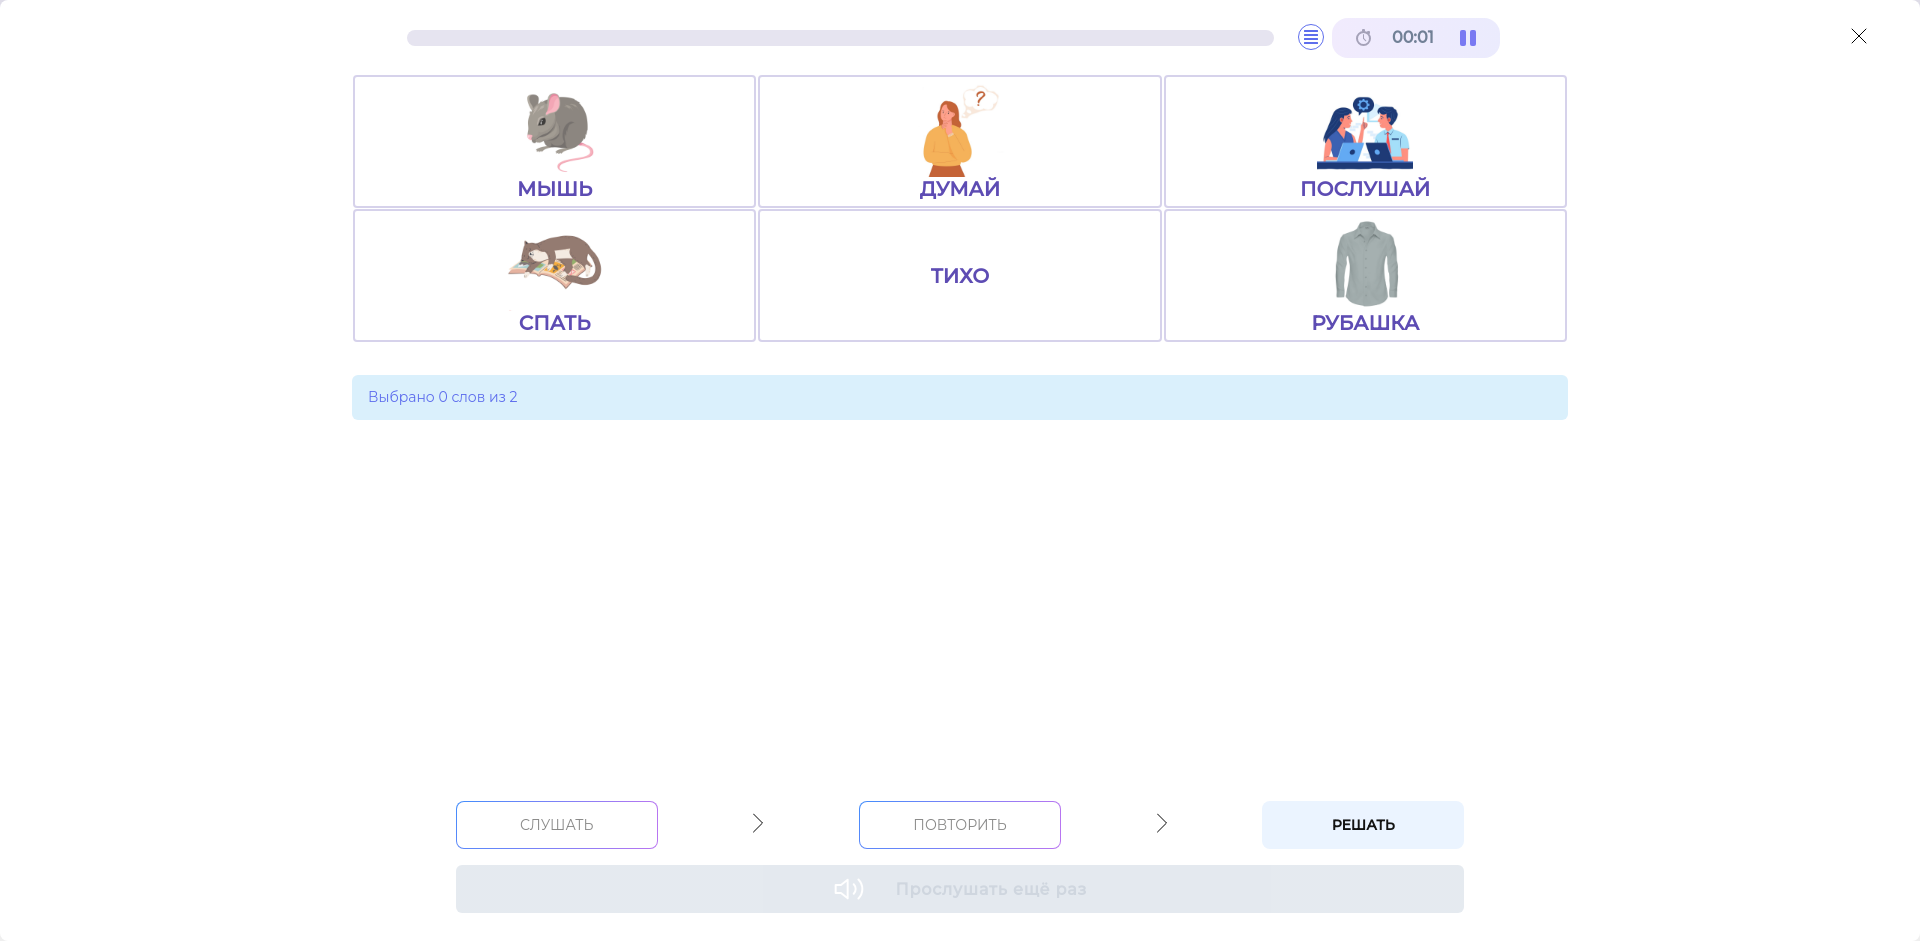 00:01
МЫШЬ
ДУМАЙ
ПОСЛУШАЙ
СПАТЬ
ТИХО
РУБАШКА
Выбрано 0 слов из 2
СЛУШАТЬ
ПОВТОРИТЬ
РЕШАТЬ
Прослушать ещё раз